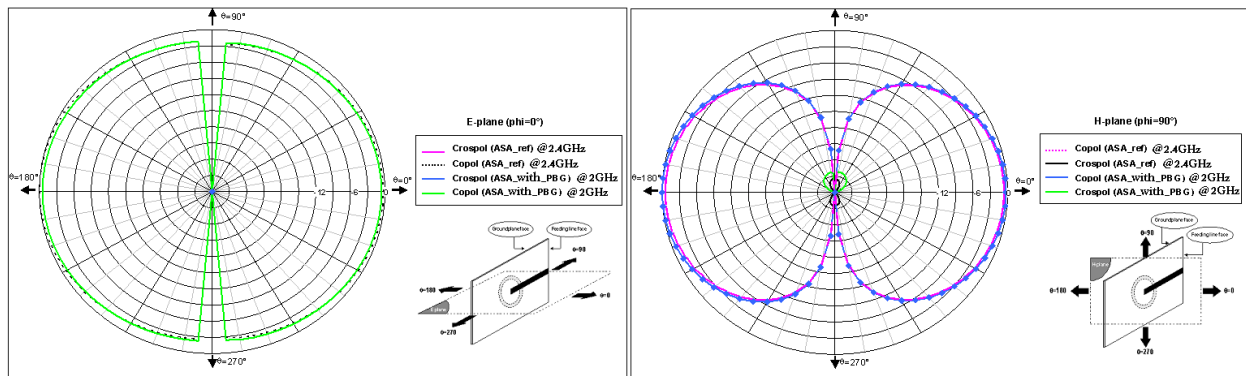 θ=90°
θ=180°
-12
-6
0
θ=0°
θ=270°
E-plane (phi=0°)
Crospol (ASA_ref) @2.4GHz
Copol (ASA_ref) @2.4GHz
Crospol (ASA_with_PBG) @2GHz
Copol (ASA_with_PBG) @2GHz
Groundplane face
Feeding line face
θ=90
θ=180
θ=0
E-plane
θ=270
θ=90°
θ=180°
-12
-6
0
θ=0°
θ=270°
H-plane (phi=90°)
Copol (ASA_ref) @2.4GHz
Crospol (ASA_ref) @2.4GHz
Copol (ASA_with_PBG) @2GHz
Crospol (ASA_with_PBG) @2GHz
Groundplane face
Feeding line face
θ=90
H-plane
θ=180
θ=0
θ=270